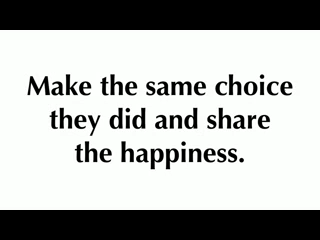 Make the same choice
they did and share
the happiness.